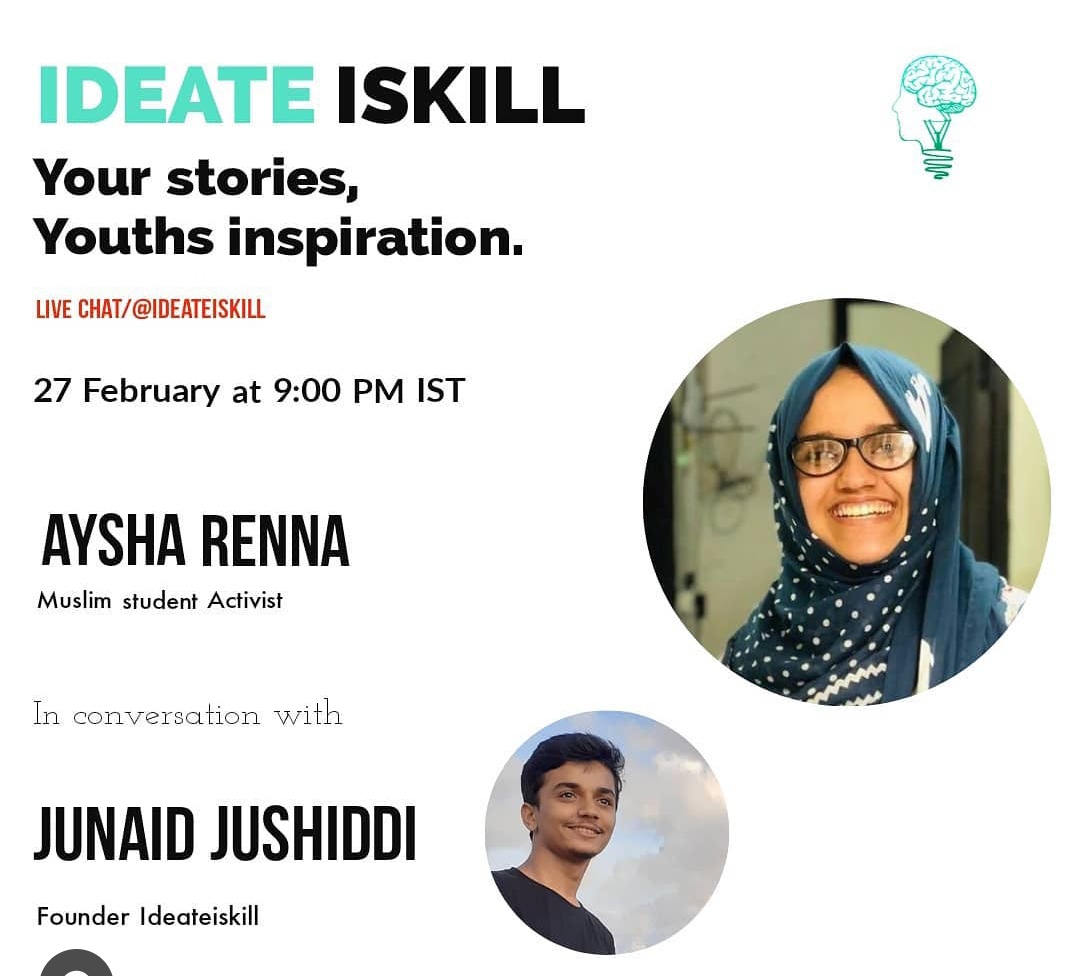 IDEATE ISKILL
Your stories,
Youths inspiration.
LIVE CHAT/@IDEATEISKILL
27 February at 9:00 PM IST
AYSHA RENNA
Muslim student Activist
In conversation with
JUNAID JUSHIDDI
Founder Ideateiskill